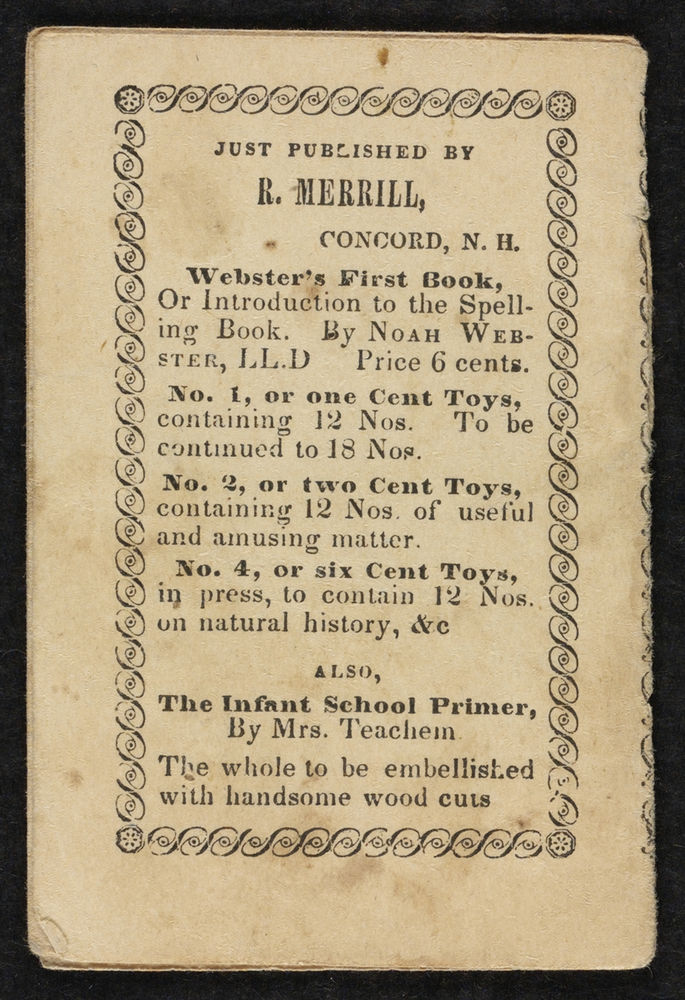 JUST PUBLISHED BY
R. MERRILL,
CONCORD, N. H.
Webster's First Book,
Or Introduction to the Spell-
ing Book. By NOAH WEB-
STER, LL.D Price 6 cents.
No. 1, or one Cent Toys,
containing 12 Nos. To be
continued to 18 Nos.
No. 2, or two Cent Toys,
containing 12 Nos. of useful
and amusing matter.
No. 4, or six Cent Toys,
in press, to contain 12 Nos.
on natural history, &c
ALSO,
The Infant School Primer,
By Mrs. Teachem
The whole to be embellished
with handsome wood cuts